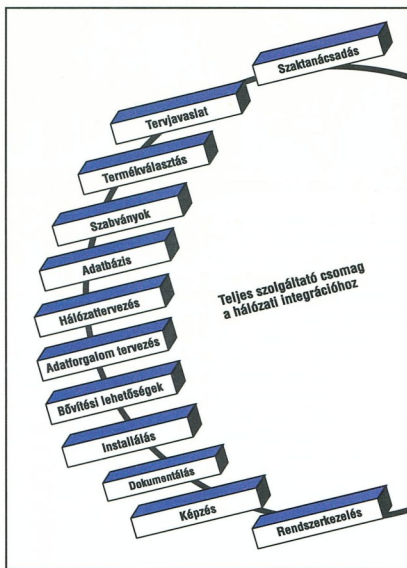 Szaktanácsadás
Tervjavaslat
Termékválasztás
Szabványok
Adatbázis
Hálózattervezés
Adatforgalom tervezés
Bővítési lehetőségek
Installálás
Dokumentálás
Képzés
Rendszerkezelés
Teljes szolgáltató csomag
a hálózati integrációhoz